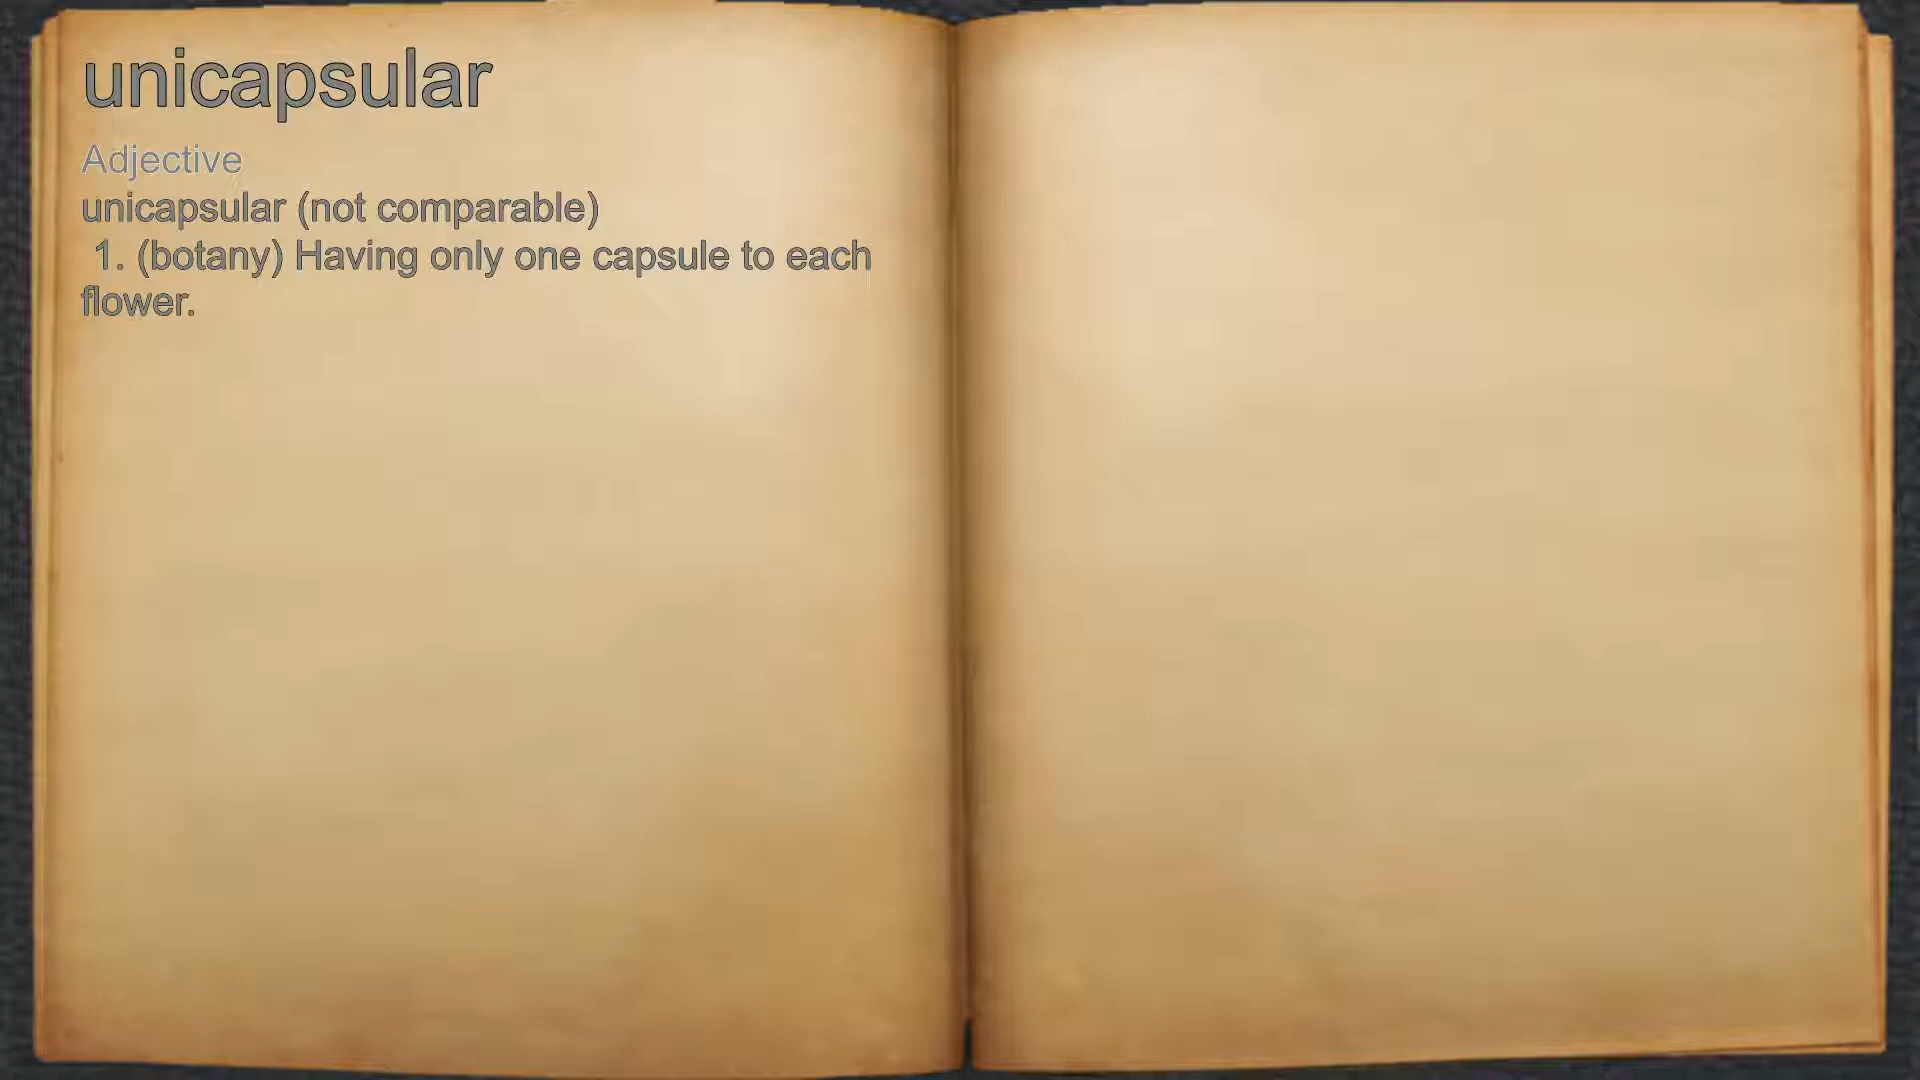 unicapsular
Adjective
unicapsular (not comparable)
1. (botany) Having only one capsule to each
flower.